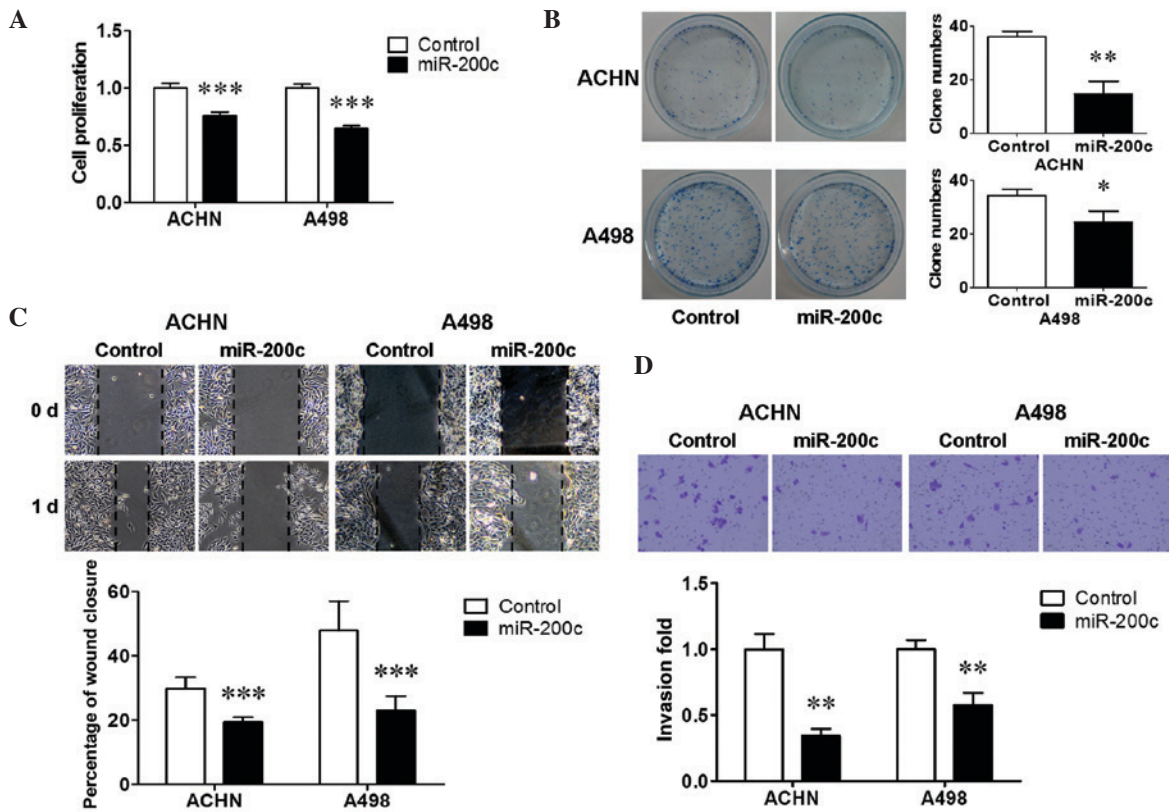 A
1.5
1.0
0.5
0.0
Cell proliferation
Control
miR-200c
***
***
ACHN
A498
B
ACHN
A498
Control
miR-200c
Clone numbers
40
20
0
**
Control
miR-200c
ACHN
Clone numbers
40
20
0
*
Control
miR-200c
A498
C
ACHN
A498
Control
miR-200c
Control
miR-200c
0 d
1 d
Percentage of wound closure
60
40
20
0
Control
miR-200c
***
***
ACHN
A498
D
ACHN
A498
Control
miR-200c
Control
miR-200c
Invasion fold
1.5
1.0
0.5
0.0
Control
miR-200c
**
**
ACHN
A498